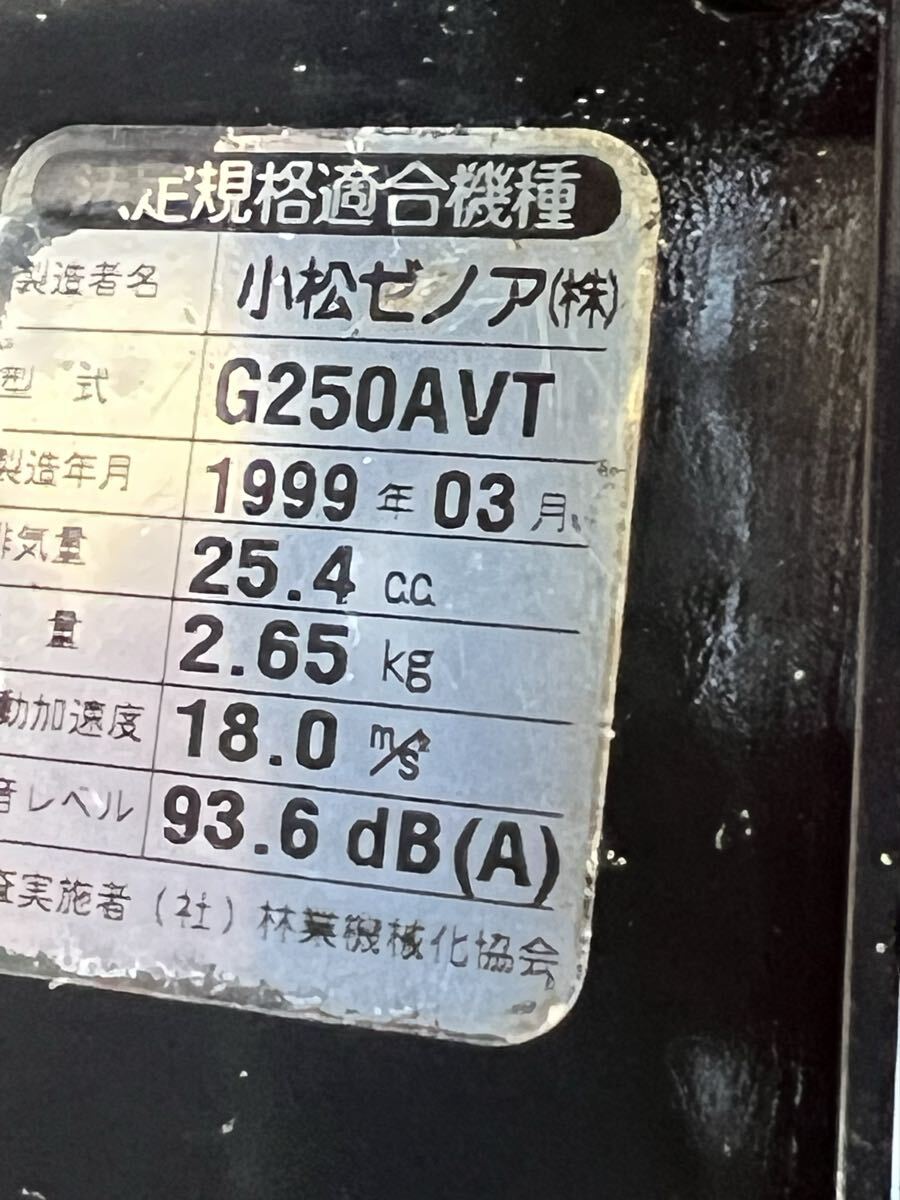 定規格適合機種
製造者名 小松ゼノア(株)
型式 G250AVT
製造年月 1999年03月
排気量 25.4 cc
量 2.65 kg
動加速度 18.0 m/s²
音レベル 93.6 dB(A)
査実施者(社)林業機械化協会